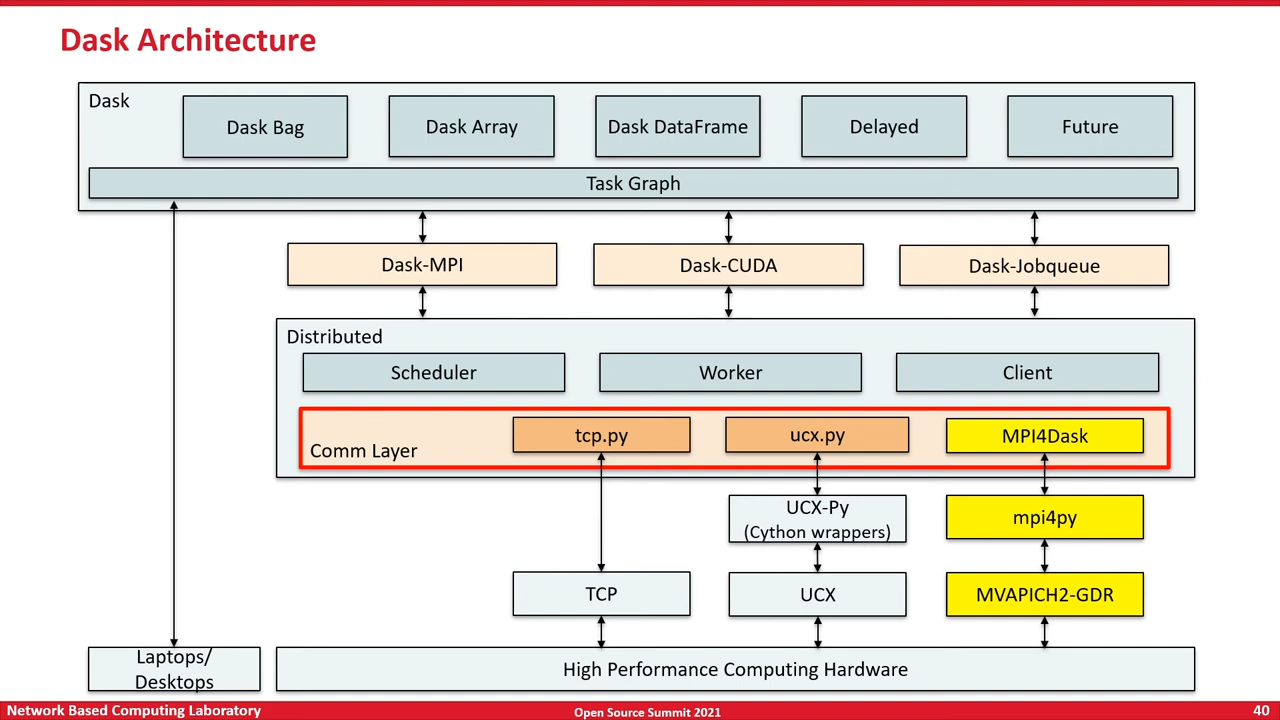 Dask Architecture
Dask
Dask Bag
Dask Array
Dask DataFrame
Delayed
Future
Task Graph
Dask-MPI
Dask-CUDA
Dask-Jobqueue
Distributed
Scheduler
Worker
Client
Comm Layer
tcp.py
ucx.py
MPI4Dask
UCX-Py
(Cython wrappers)
mpi4py
TCP
UCX
MVAPICH2-GDR
Laptops/
Desktops
High Performance Computing Hardware
Network Based Computing Laboratory
Open Source Summit 2021
40